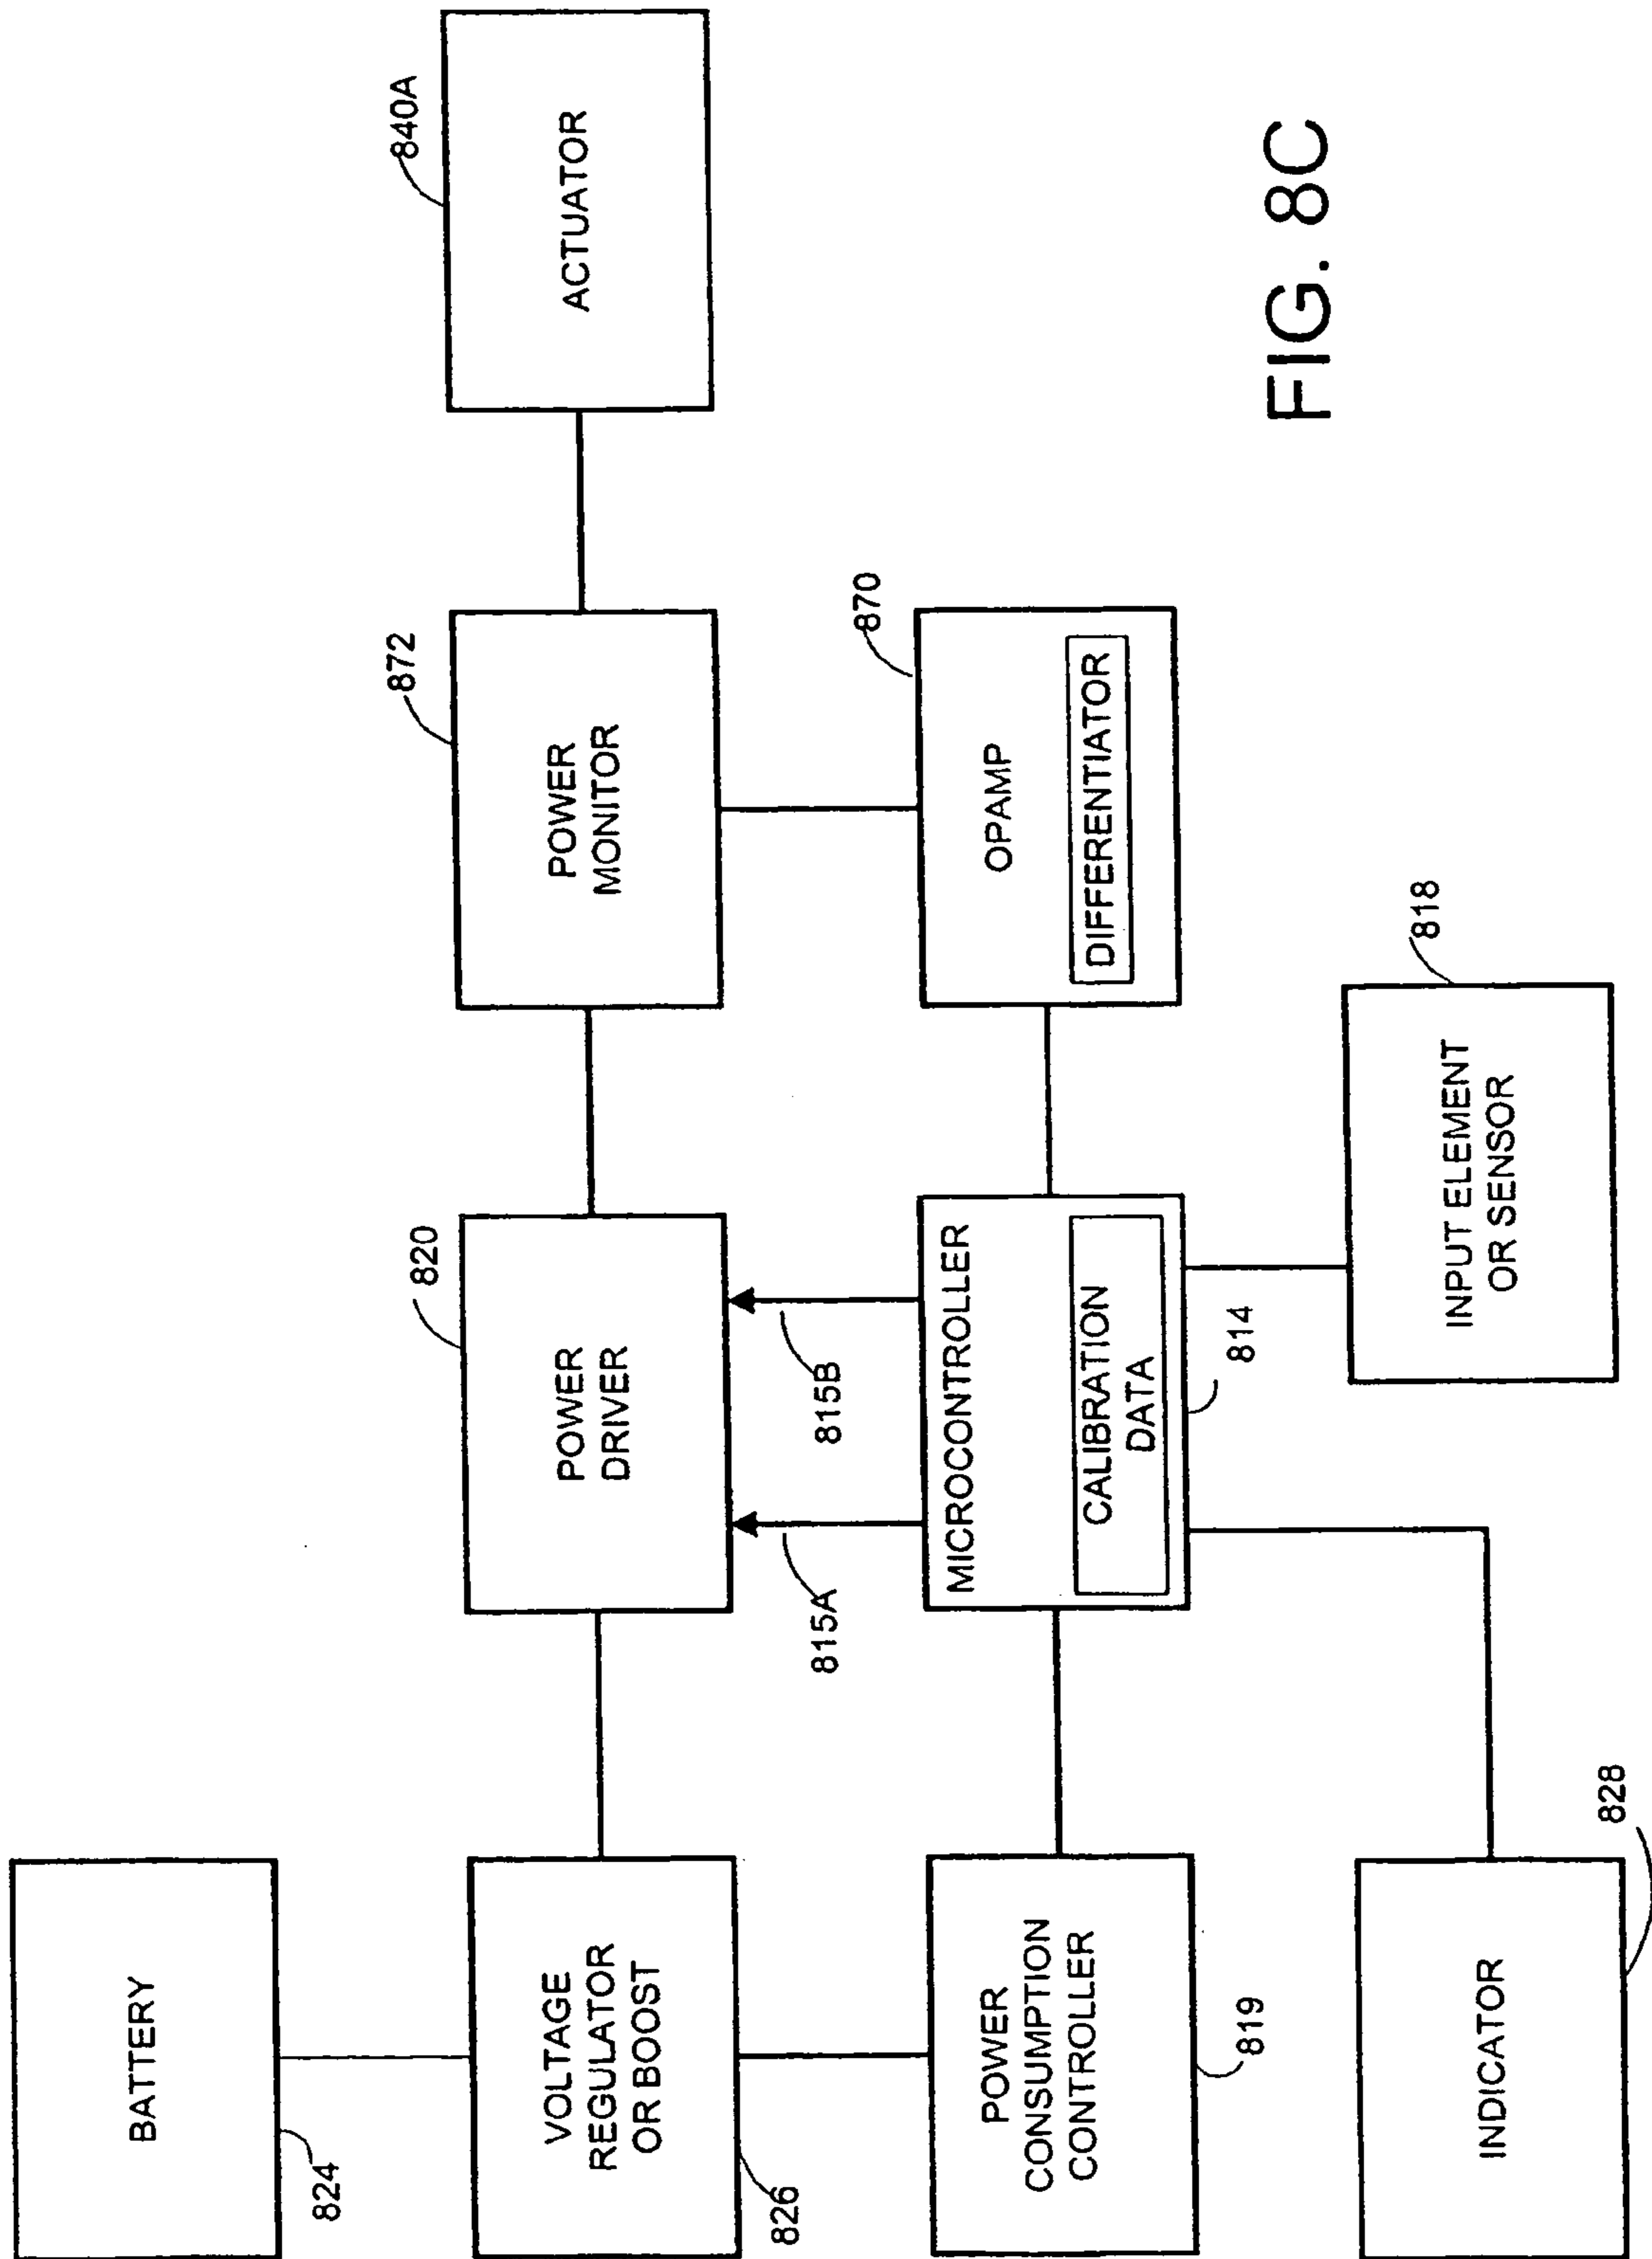 BATTERY
824
VOLTAGE
REGULATOR
OR BOOST
826
POWER
DRIVER
820
POWER
MONITOR
872
ACTUATOR
840A
815A
815B
POWER
CONSUMPTION
CONTROLLER
819
MICROCONTROLLER
CALIBRATION
DATA
814
OPAMP
DIFFERENTIATOR
870
INDICATOR
828
INPUT ELEMENT
OR SENSOR
818
FIG. 8C